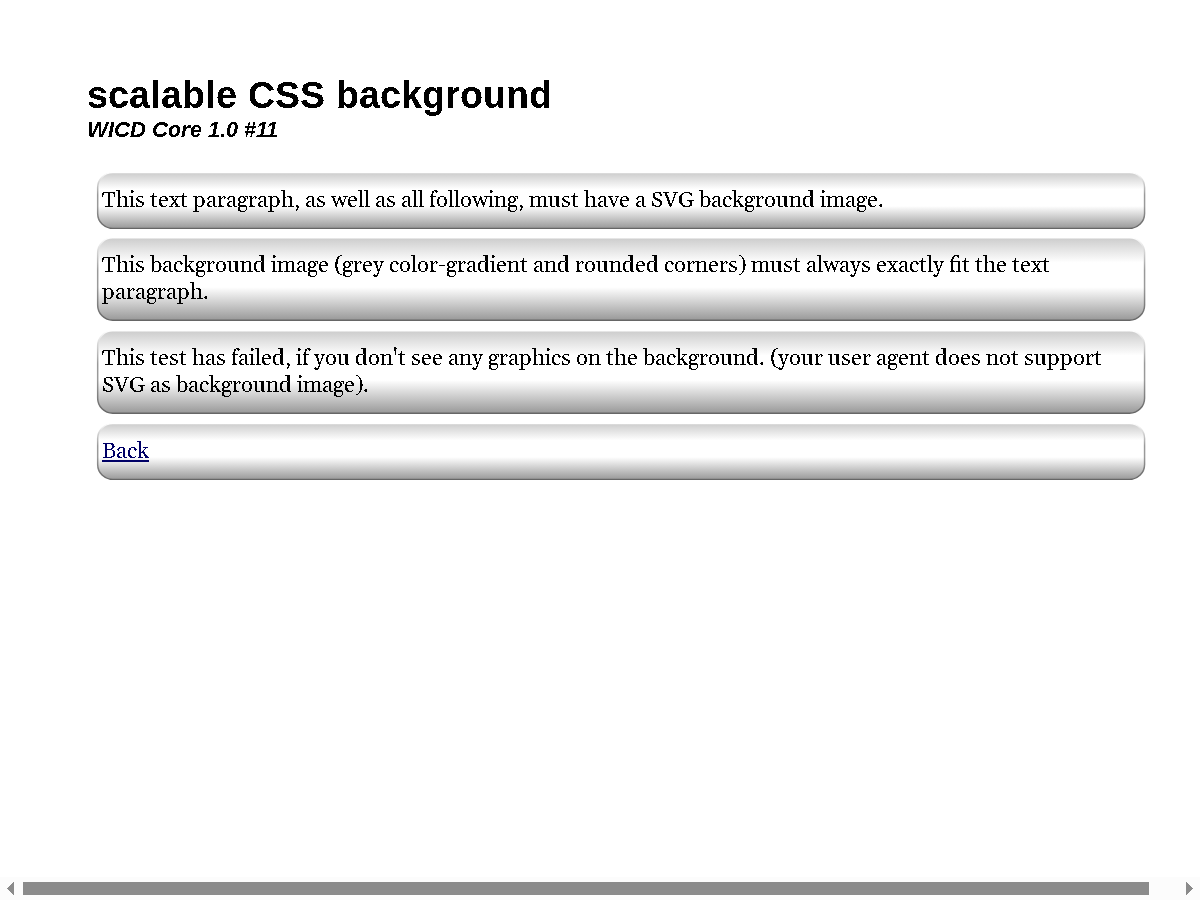 scalable CSS background
WICD Core 1.0 #11
This text paragraph, as well as all following, must have a SVG background image.
This background image (grey color-gradient and rounded corners) must always exactly fit the text
paragraph.
This test has failed, if you don't see any graphics on the background. (your user agent does not support
SVG as background image).
Back